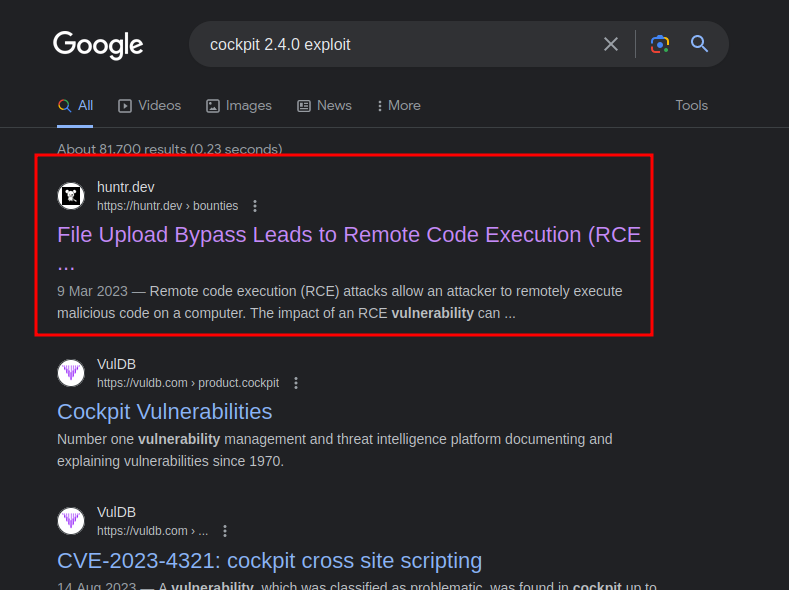 Google
cockpit 2.4.0 exploit
All Videos Images News More Tools
About 81,700 results (0.23 seconds)
huntr.dev
https://huntr.dev › bounties
File Upload Bypass Leads to Remote Code Execution (RCE
...
9 Mar 2023 — Remote code execution (RCE) attacks allow an attacker to remotely execute
malicious code on a computer. The impact of an RCE vulnerability can ...
VulDB
https://vuldb.com › product.cockpit
Cockpit Vulnerabilities
Number one vulnerability management and threat intelligence platform documenting and
explaining vulnerabilities since 1970.
VulDB
https://vuldb.com › ...
CVE-2023-4321: cockpit cross site scripting
14 Aug 2023 — A vulnerability, which was classified as problematic, was found in cockpit up to